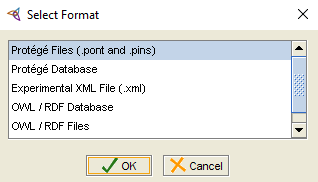 Select Format
Protégé Files (.pont and .pins)
Protégé Database
Experimental XML File (.xml)
OWL / RDF Database
OWL / RDF Files
OK Cancel